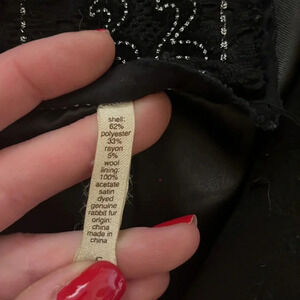 shell:
62%
polyester
33%
rayon
5%
wool
lining:
100%
acetate
satin
dyed
genuine
rabbit fur
origin:
china
made in
china